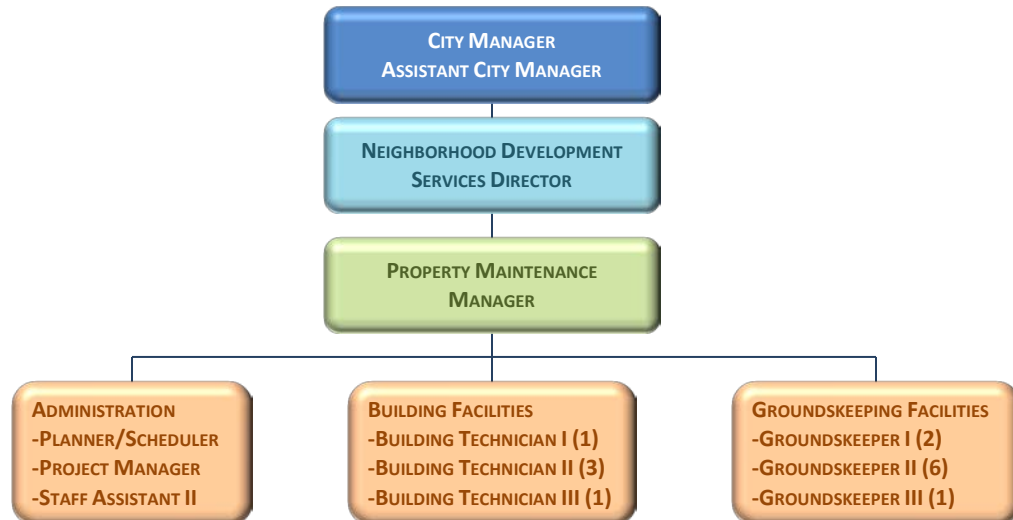 CITY MANAGER
ASSISTANT CITY MANAGER
NEIGHBORHOOD DEVELOPMENT
SERVICES DIRECTOR
PROPERTY MAINTENANCE
MANAGER
ADMINISTRATION
-PLANNER/SCHEDULER
-PROJECT MANAGER
-STAFF ASSISTANT II
BUILDING FACILITIES
-BUILDING TECHNICIAN I (1)
-BUILDING TECHNICIAN II (3)
-BUILDING TECHNICIAN III (1)
GROUNDSKEEPING FACILITIES
-GROUNDSKEEPER I (2)
-GROUNDSKEEPER II (6)
-GROUNDSKEEPER III (1)